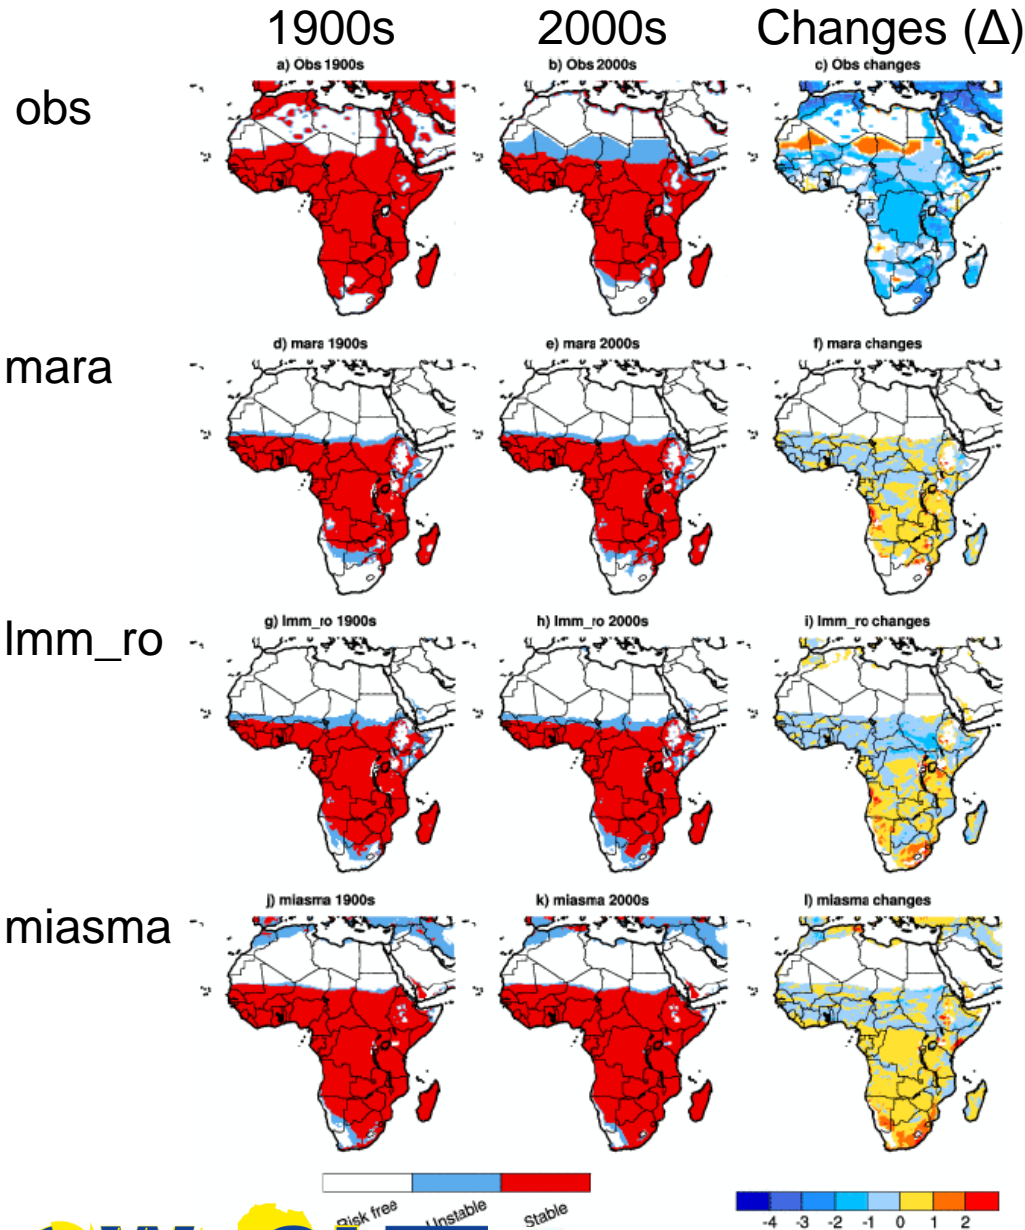 1900s 2000s Changes (Δ)
a) Obs 1900s b) Obs 2000s c) Obs changes
obs
d) mara 1900s e) mara 2000s f) mara changes
mara
g) lmm_ro 1900s h) lmm_ro 2000s i) lmm_ro changes
lmm_ro
j) miasma 1900s k) miasma 2000s l) miasma changes
miasma
Risk free Unstable Stable
-4 -3 -2 -1 0 1 2